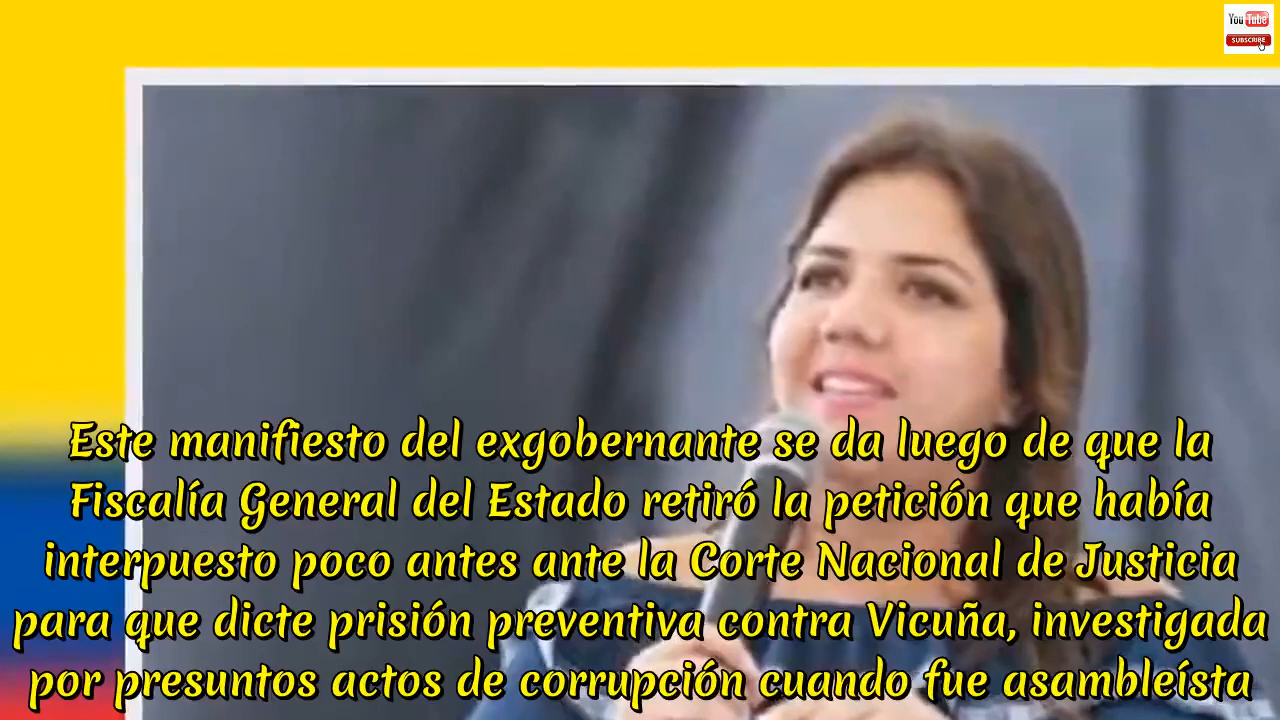 You Tube
SUBSCRIBE
Este manifiesto del exgobernante se da luego de que la
Fiscalía General del Estado retiró la petición que había
interpuesto poco antes ante la Corte Nacional de Justicia
para que dicte prisión preventiva contra Vicuña, investigada
por presuntos actos de corrupción cuando fue asambleísta